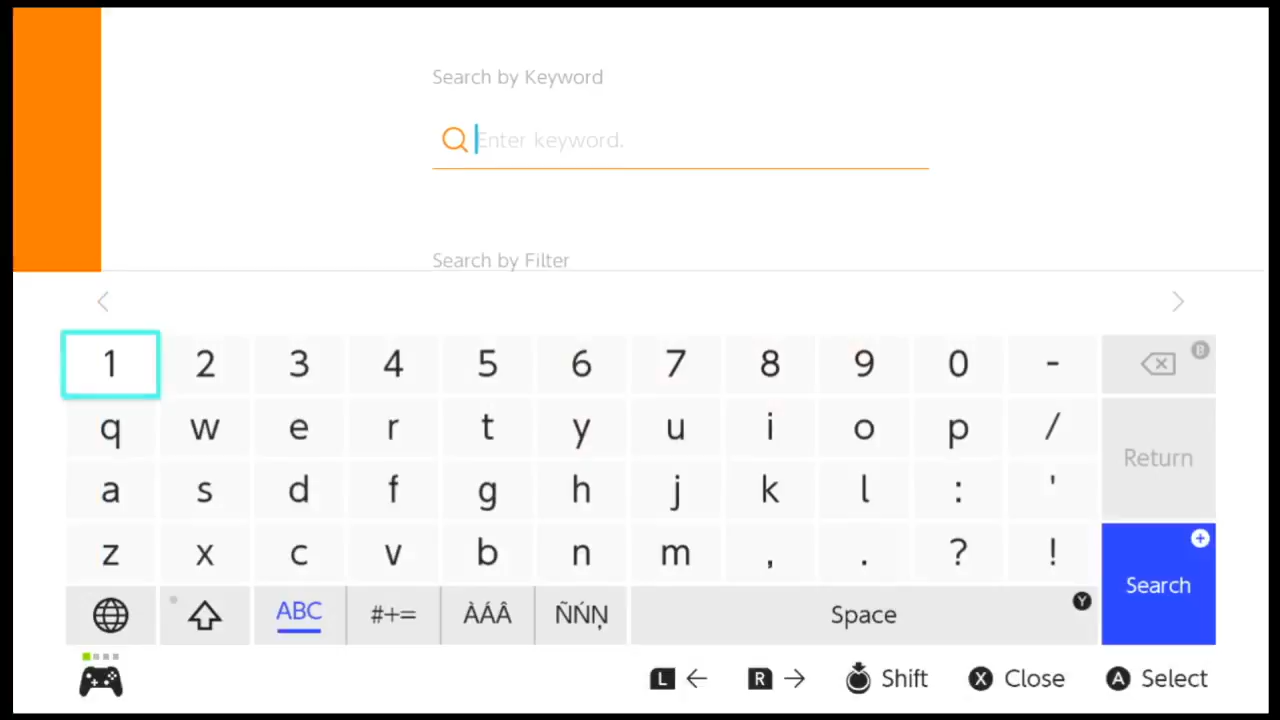 Search by Keyword
Enter keyword.
Search by Filter
1 2 3 4 5 6 7 8 9 0 - B
q w e r t y u i o p / Return
a s d f g h j k l : '
z x c v b n m , . ? ! + Search
ABC #+= ÀÁÂ ÑŃŅ Space Y
L ← R → Shift X Close A Select